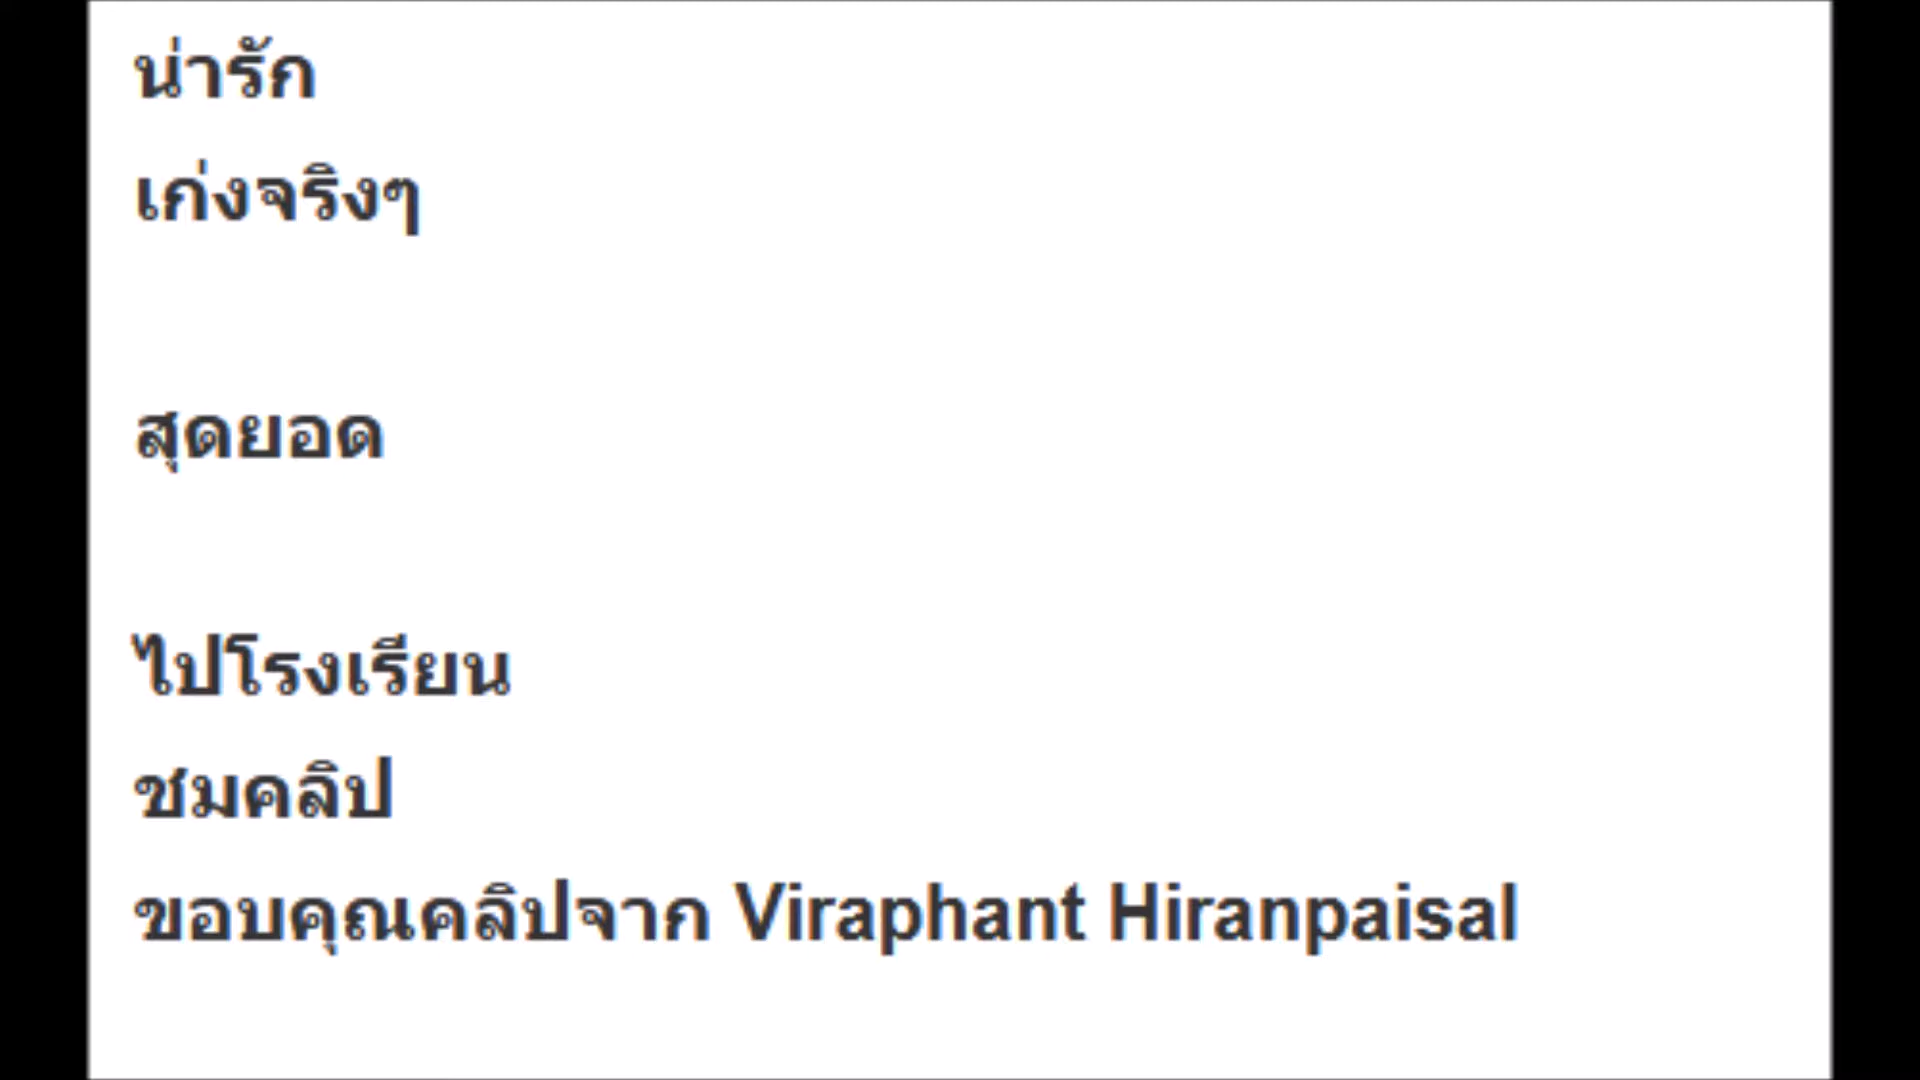 น่ารัก
เก่งจริงๆ
สุดยอด
ไปโรงเรียน
ชมคลิป
ขอบคุณคลิปจาก Viraphant Hiranpaisal